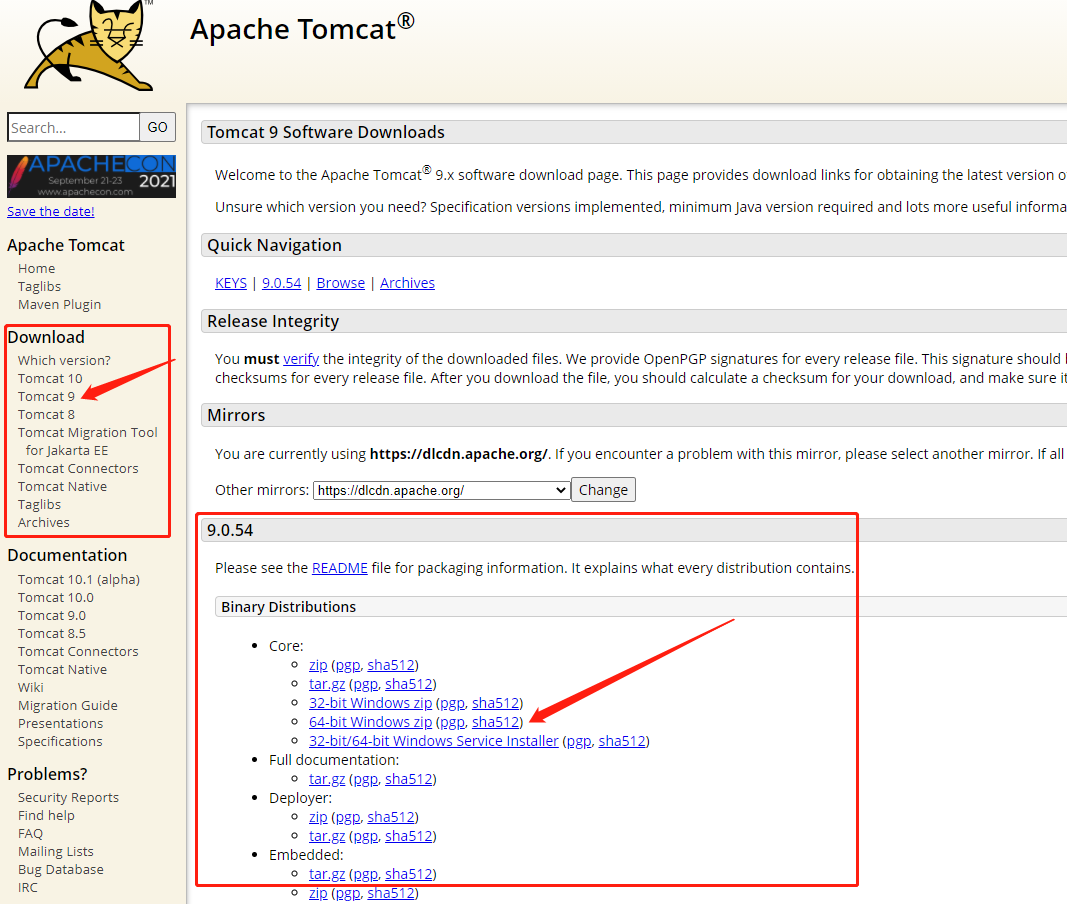 TM
Apache Tomcat®
Search...
GO
APACHECON
September 21-23
2021
www.apachecon.com
Save the date!
Apache Tomcat
Home
Taglibs
Maven Plugin
Download
Which version?
Tomcat 10
Tomcat 9
Tomcat 8
Tomcat Migration Tool
for Jakarta EE
Tomcat Connectors
Tomcat Native
Taglibs
Archives
Documentation
Tomcat 10.1 (alpha)
Tomcat 10.0
Tomcat 9.0
Tomcat 8.5
Tomcat Connectors
Tomcat Native
Wiki
Migration Guide
Presentations
Specifications
Problems?
Security Reports
Find help
FAQ
Mailing Lists
Bug Database
IRC
Tomcat 9 Software Downloads
Welcome to the Apache Tomcat® 9.x software download page. This page provides download links for obtaining the latest version o
Unsure which version you need? Specification versions implemented, minimum Java version required and lots more useful informa
Quick Navigation
KEYS | 9.0.54 | Browse | Archives
Release Integrity
You must verify the integrity of the downloaded files. We provide OpenPGP signatures for every release file. This signature should
checksums for every release file. After you download the file, you should calculate a checksum for your download, and make sure it
Mirrors
You are currently using https://dlcdn.apache.org/. If you encounter a problem with this mirror, please select another mirror. If all
Other mirrors: https://dlcdn.apache.org/ Change
9.0.54
Please see the README file for packaging information. It explains what every distribution contains.
Binary Distributions
• Core:
◦ zip (pgp, sha512)
◦ tar.gz (pgp, sha512)
◦ 32-bit Windows zip (pgp, sha512)
◦ 64-bit Windows zip (pgp, sha512)
◦ 32-bit/64-bit Windows Service Installer (pgp, sha512)
• Full documentation:
◦ tar.gz (pgp, sha512)
• Deployer:
◦ zip (pgp, sha512)
◦ tar.gz (pgp, sha512)
• Embedded:
◦ tar.gz (pgp, sha512)
◦ zip (pgp, sha512)